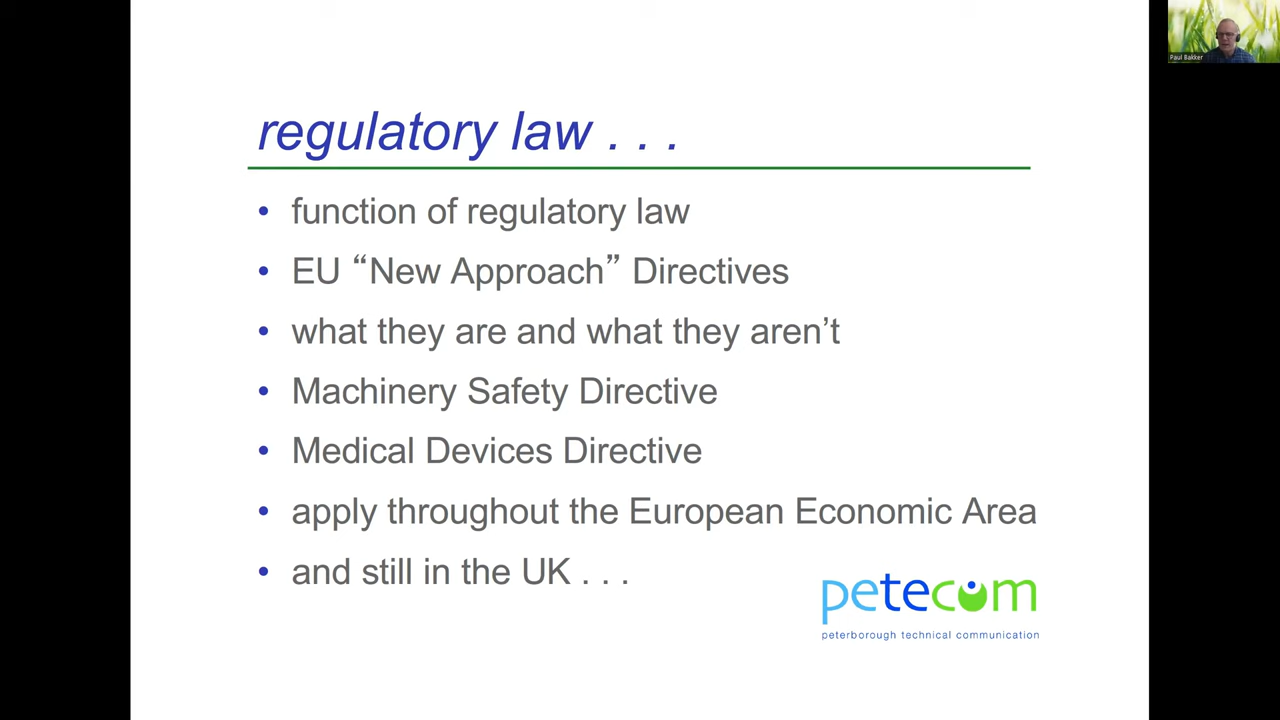 Paul Bakker
regulatory law . . .
• function of regulatory law
• EU “New Approach” Directives
• what they are and what they aren’t
• Machinery Safety Directive
• Medical Devices Directive
• apply throughout the European Economic Area
• and still in the UK . . .
petecom
peterborough technical communication